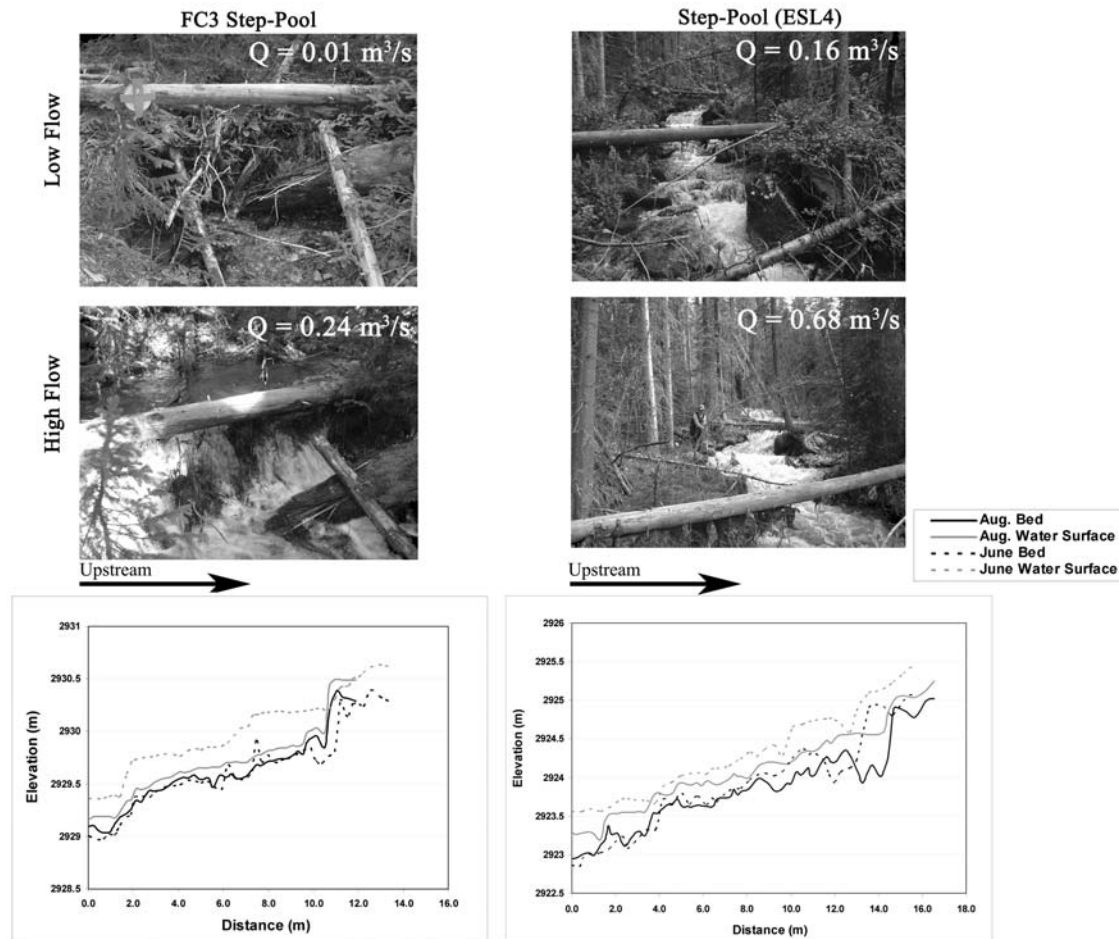 FC3 Step-Pool
Step-Pool (ESL4)
Low Flow
Q = 0.01 m³/s
Q = 0.16 m³/s
High Flow
Q = 0.24 m³/s
Q = 0.68 m³/s
Aug. Bed
Aug. Water Surface
June Bed
June Water Surface
Upstream
Upstream
2931
2930.5
2930
2929.5
2929
2928.5
Elevation (m)
0.0 2.0 4.0 6.0 8.0 10.0 12.0 14.0 16.0
Distance (m)
2926
2925.5
2925
2924.5
2924
2923.5
2923
2922.5
Elevation (m)
0.0 2.0 4.0 6.0 8.0 10.0 12.0 14.0 16.0 18.0
Distance (m)